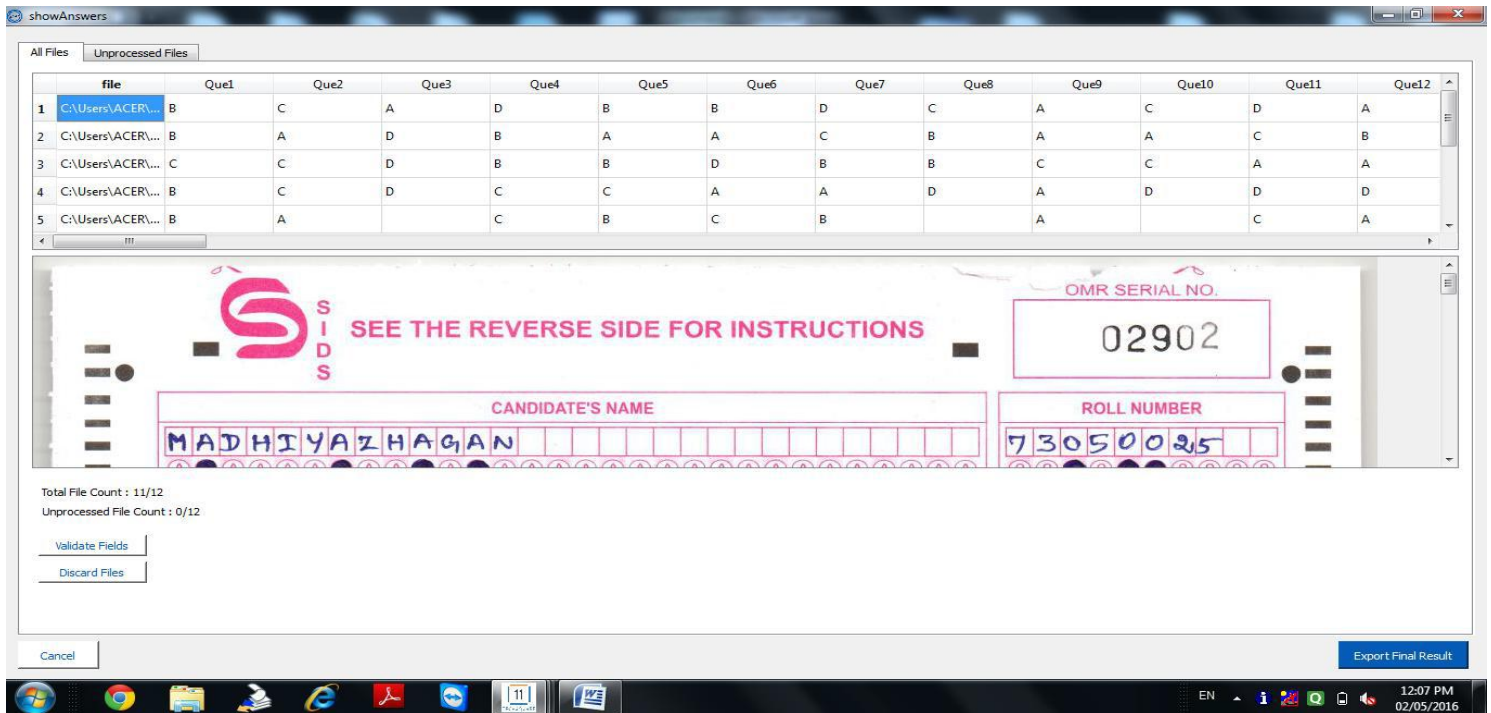 showAnswers
All Files Unprocessed Files
file Que1 Que2 Que3 Que4 Que5 Que6 Que7 Que8 Que9 Que10 Que11 Que12
1 C:\Users\ACER\... B C A D B B D C A C D A
2 C:\Users\ACER\... B A D B A A C B A A C B
3 C:\Users\ACER\... C C D B B D B B C C A A
4 C:\Users\ACER\... B C D C C A A D A D D D
5 C:\Users\ACER\... B A C B C B A C A
SIDS
SEE THE REVERSE SIDE FOR INSTRUCTIONS
OMR SERIAL NO.
02902
CANDIDATE'S NAME
MADHIYAZHAGAN
ROLL NUMBER
73050025
Total File Count : 11/12
Unprocessed File Count : 0/12
Validate Fields
Discard Files
Cancel
Export Final Result
11
EN
12:07 PM
02/05/2016